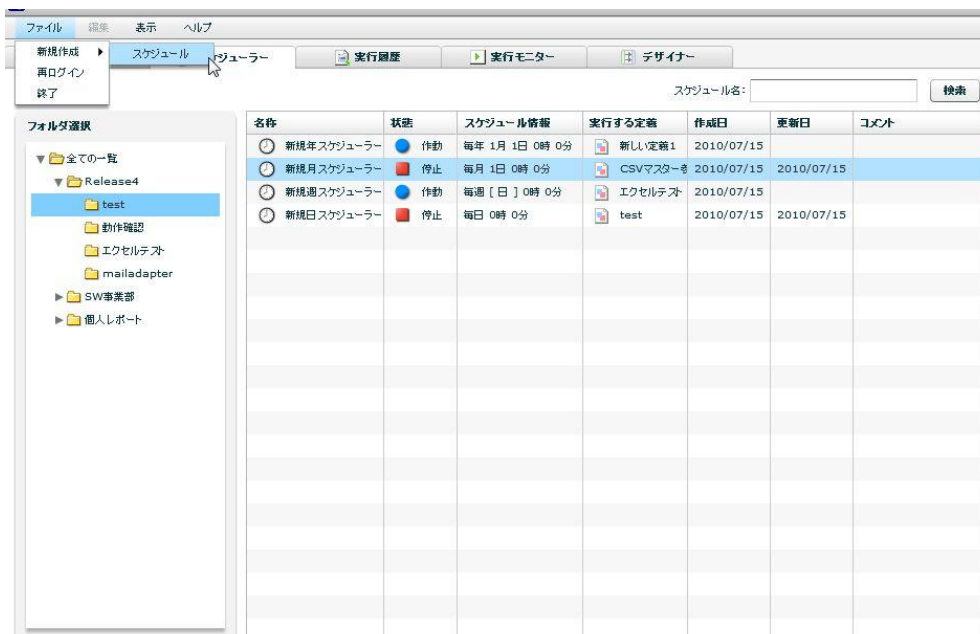 ファイル 編集 表示 ヘルプ
新規作成 スケジュール
再ログイン
終了
ジューラー 実行履歴 実行モニター デザイナー
スケジュール名: 検索
フォルダ選択
全ての一覧
Release4
test
動作確認
エクセルテスト
mailadapter
SW事業部
個人レポート
名称 状態 スケジュール情報 実行する定義 作成日 更新日 コメント
新規年スケジューラー 作動 毎年 1月 1日 0時 0分 新しい定義1 2010/07/15
新規月スケジューラー 停止 毎月 1日 0時 0分 CSVマスターを 2010/07/15 2010/07/15
新規週スケジューラー 作動 毎週 [ 日 ] 0時 0分 エクセルテスト 2010/07/15
新規日スケジューラー 停止 毎日 0時 0分 test 2010/07/15 2010/07/15